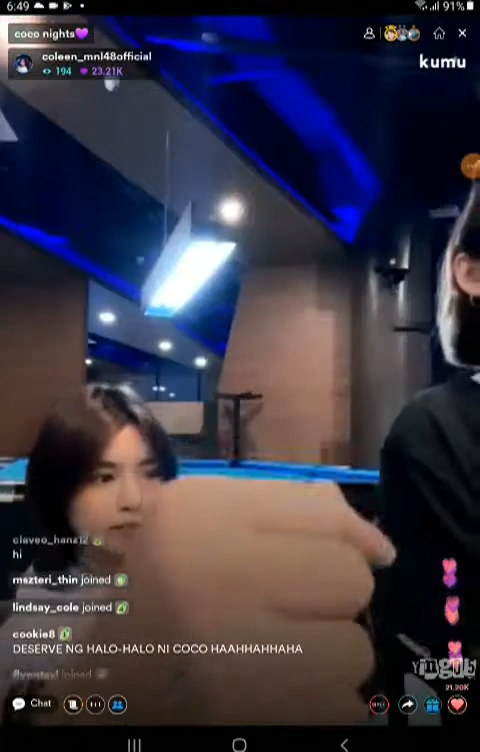 6:49
91%
coco nights💜
coleen_mnl48official
194 23.21K
kumu
claveo_hanz12
hi
mszteri_thin joined
lindsay_cole joined
cookie8
DESERVE NG HALO-HALO NI COCO HAAHHAHHAHA
joined
21.20K
Chat